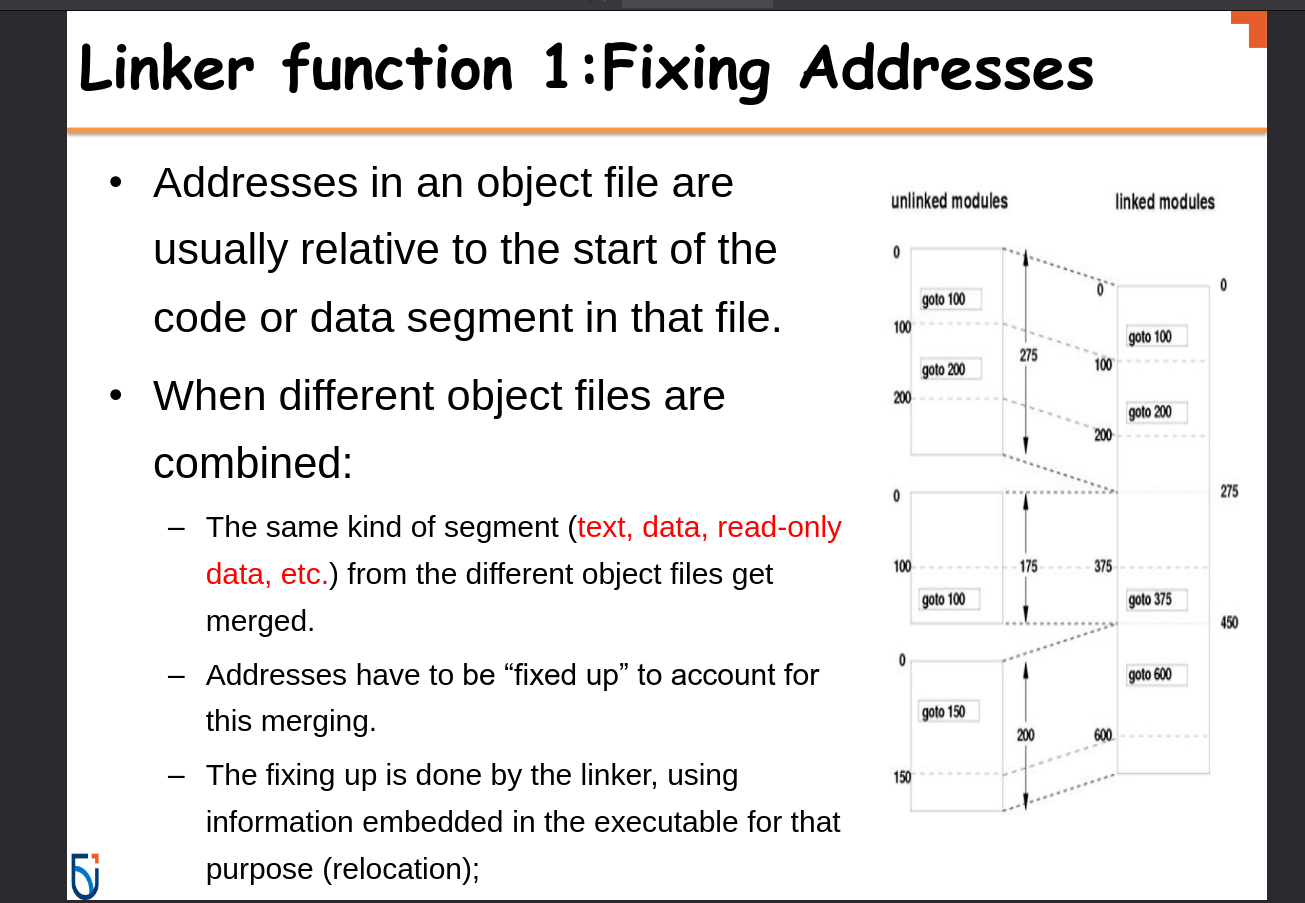 Linker function 1:Fixing Addresses
• Addresses in an object file are
usually relative to the start of the
code or data segment in that file.
• When different object files are
combined:
– The same kind of segment (text, data, read-only
data, etc.) from the different object files get
merged.
– Addresses have to be “fixed up” to account for
this merging.
– The fixing up is done by the linker, using
information embedded in the executable for that
purpose (relocation);
unlinked modules
0
goto 100
100
goto 200
200
275
0
100
175
goto 100
0
goto 150
200
150
linked modules
0
0
goto 100
100
goto 200
200
275
375
goto 375
450
goto 600
600